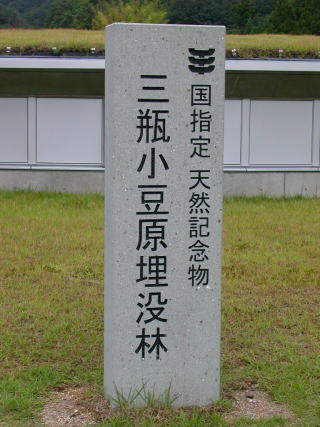 国指定 天然記念物
三瓶小豆原埋没林